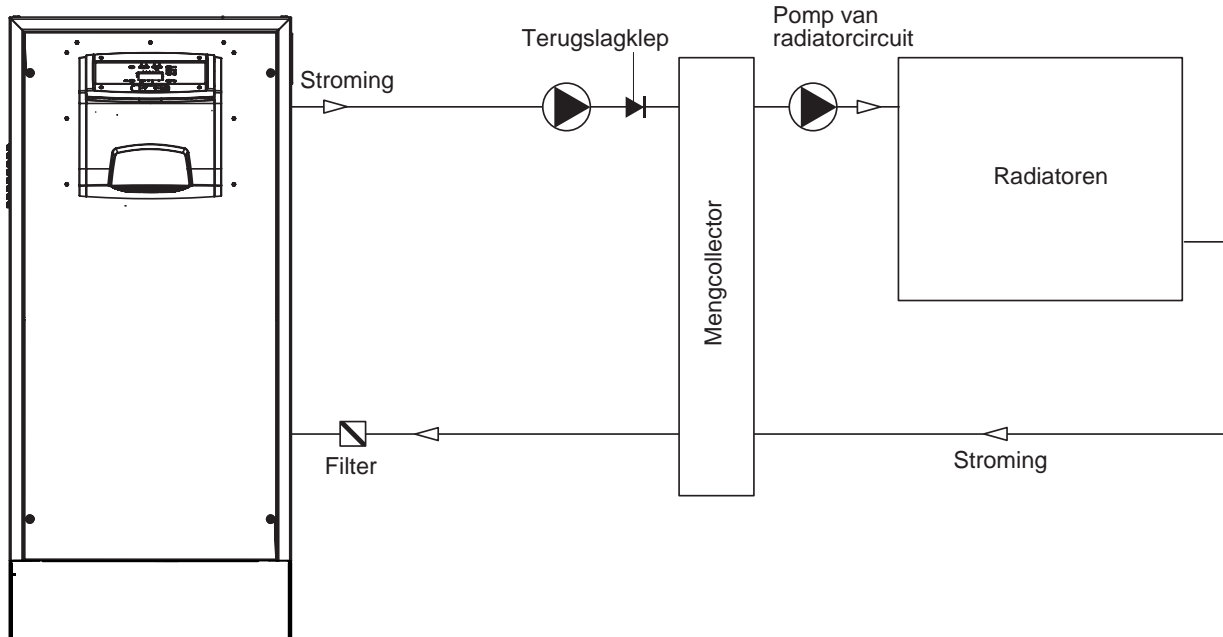 Pomp van
radiatorcircuit
Terugslagklep
Stroming
Radiatoren
Mengcollector
Filter
Stroming